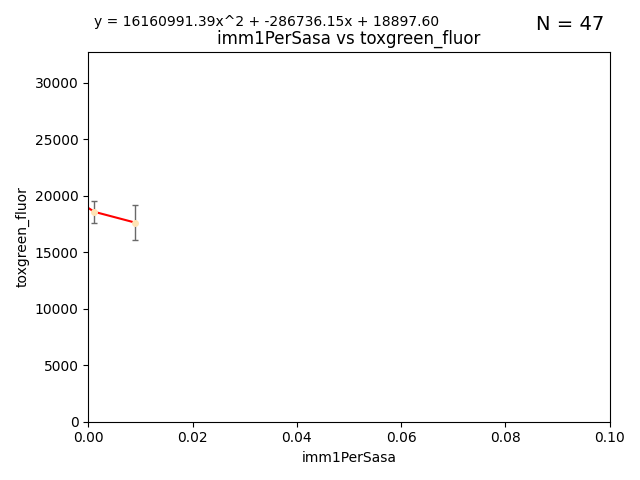 y = 16160991.39x^2 + -286736.15x + 18897.60
N = 47
imm1PerSasa vs toxgreen_fluor
30000
25000
20000
15000
10000
5000
0
toxgreen_fluor
0.00 0.02 0.04 0.06 0.08 0.10
imm1PerSasa